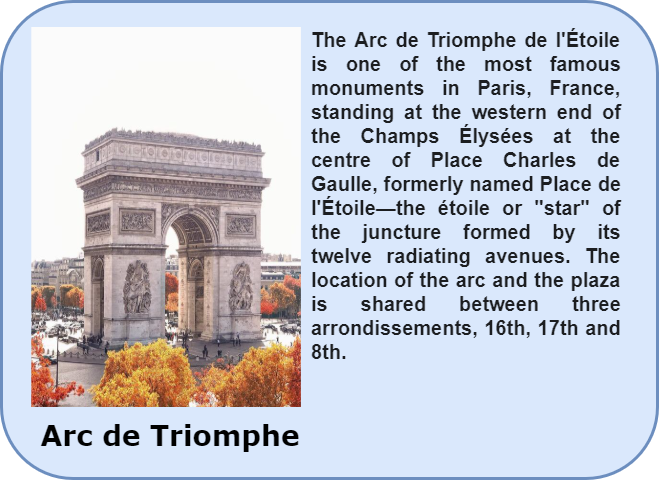 The Arc de Triomphe de l'Étoile
is one of the most famous
monuments in Paris, France,
standing at the western end of
the Champs Élysées at the
centre of Place Charles de
Gaulle, formerly named Place de
l'Étoile—the étoile or "star" of
the juncture formed by its
twelve radiating avenues. The
location of the arc and the plaza
is shared between three
arrondissements, 16th, 17th and
8th.
Arc de Triomphe